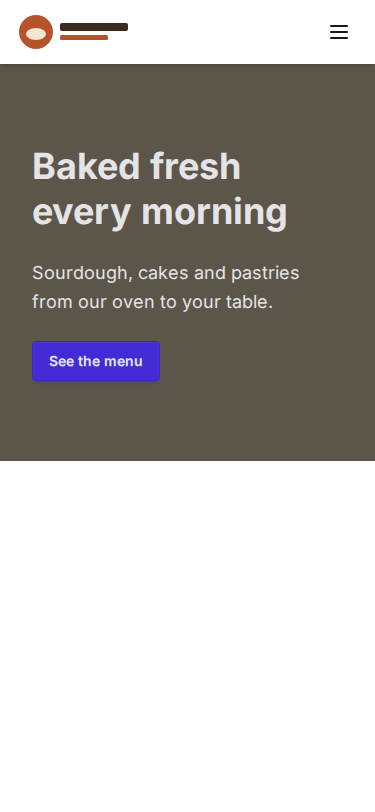 Baked fresh
every morning
Sourdough, cakes and pastries
from our oven to your table.
See the menu